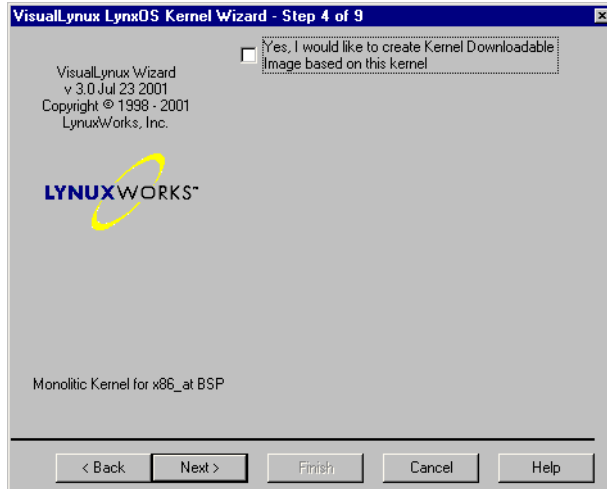 VisualLynux LynxOS Kernel Wizard - Step 4 of 9
Yes, I would like to create Kernel Downloadable
Image based on this kernel
VisualLynux Wizard
v 3.0 Jul 23 2001
Copyright © 1998 - 2001
LynuxWorks, Inc.
LYNUXWORKS™
Monolitic Kernel for x86_at BSP
< Back
Next >
Finish
Cancel
Help